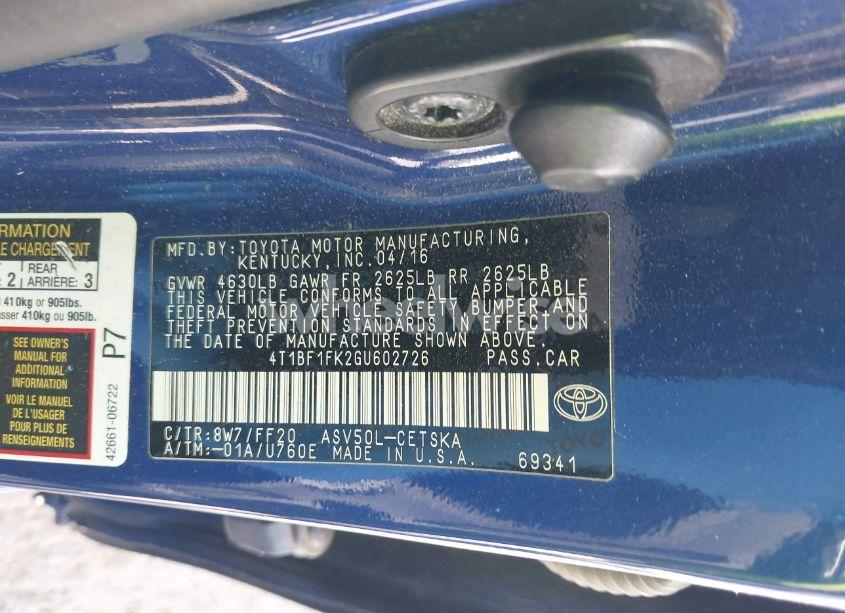 RMATION
E CHARGEMENT
2 REAR ARRIÈRE: 3
410kg or 905lbs.
asser 410kg ou 905lb.
SEE OWNER'S
MANUAL FOR
ADDITIONAL
INFORMATION
VOIR LE MANUEL
DE L'USAGER
POUR PLUS DE
RENSEIGNEMENTS
P7
42661-06722
MFD.BY:TOYOTA MOTOR MANUFACTURING,
KENTUCKY, INC. 04/16
GVWR 4630LB GAWR FR 2625LB RR 2625LB
THIS VEHICLE CONFORMS TO ALL APPLICABLE
FEDERAL MOTOR VEHICLE SAFETY, BUMPER, AND
THEFT PREVENTION STANDARDS IN EFFECT ON
THE DATE OF MANUFACTURE SHOWN ABOVE.
4T1BF1FK2GU602726 PASS.CAR
C/TR:8W7/FF20 ASV50L-CETSKA
A/TM:-01A/U760E MADE IN U.S.A. 69341